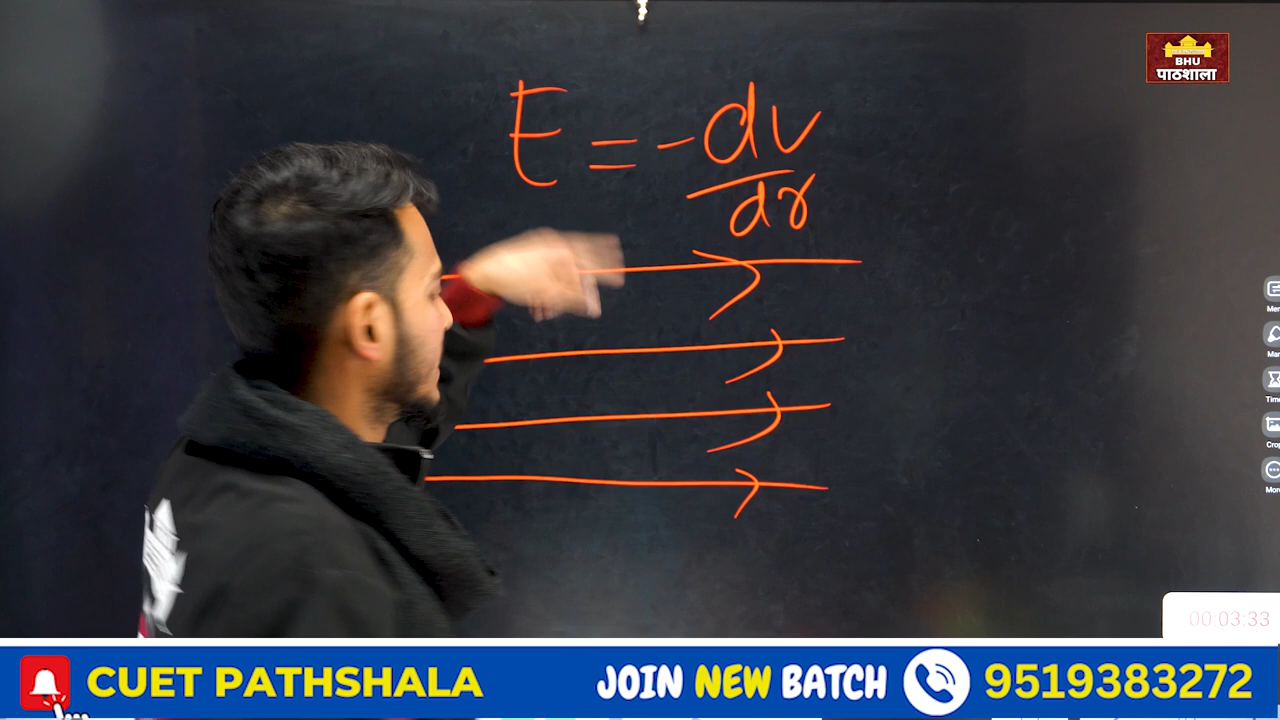 BHU
पाठशाला
E = - dv
dr
00:03:33
CUET PATHSHALA
JOIN NEW BATCH
9519383272